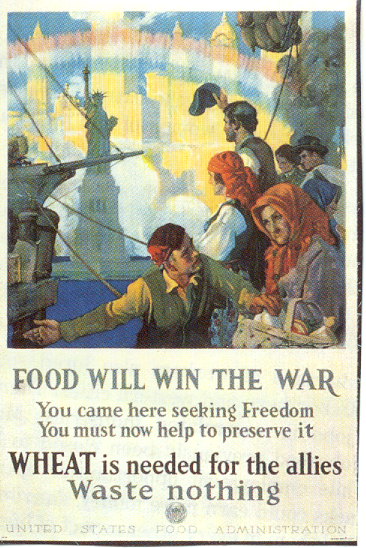 FOOD WILL WIN THE WAR
You came here seeking Freedom
You must now help to preserve it
WHEAT is needed for the allies
Waste nothing
UNITED STATES FOOD ADMINISTRATION